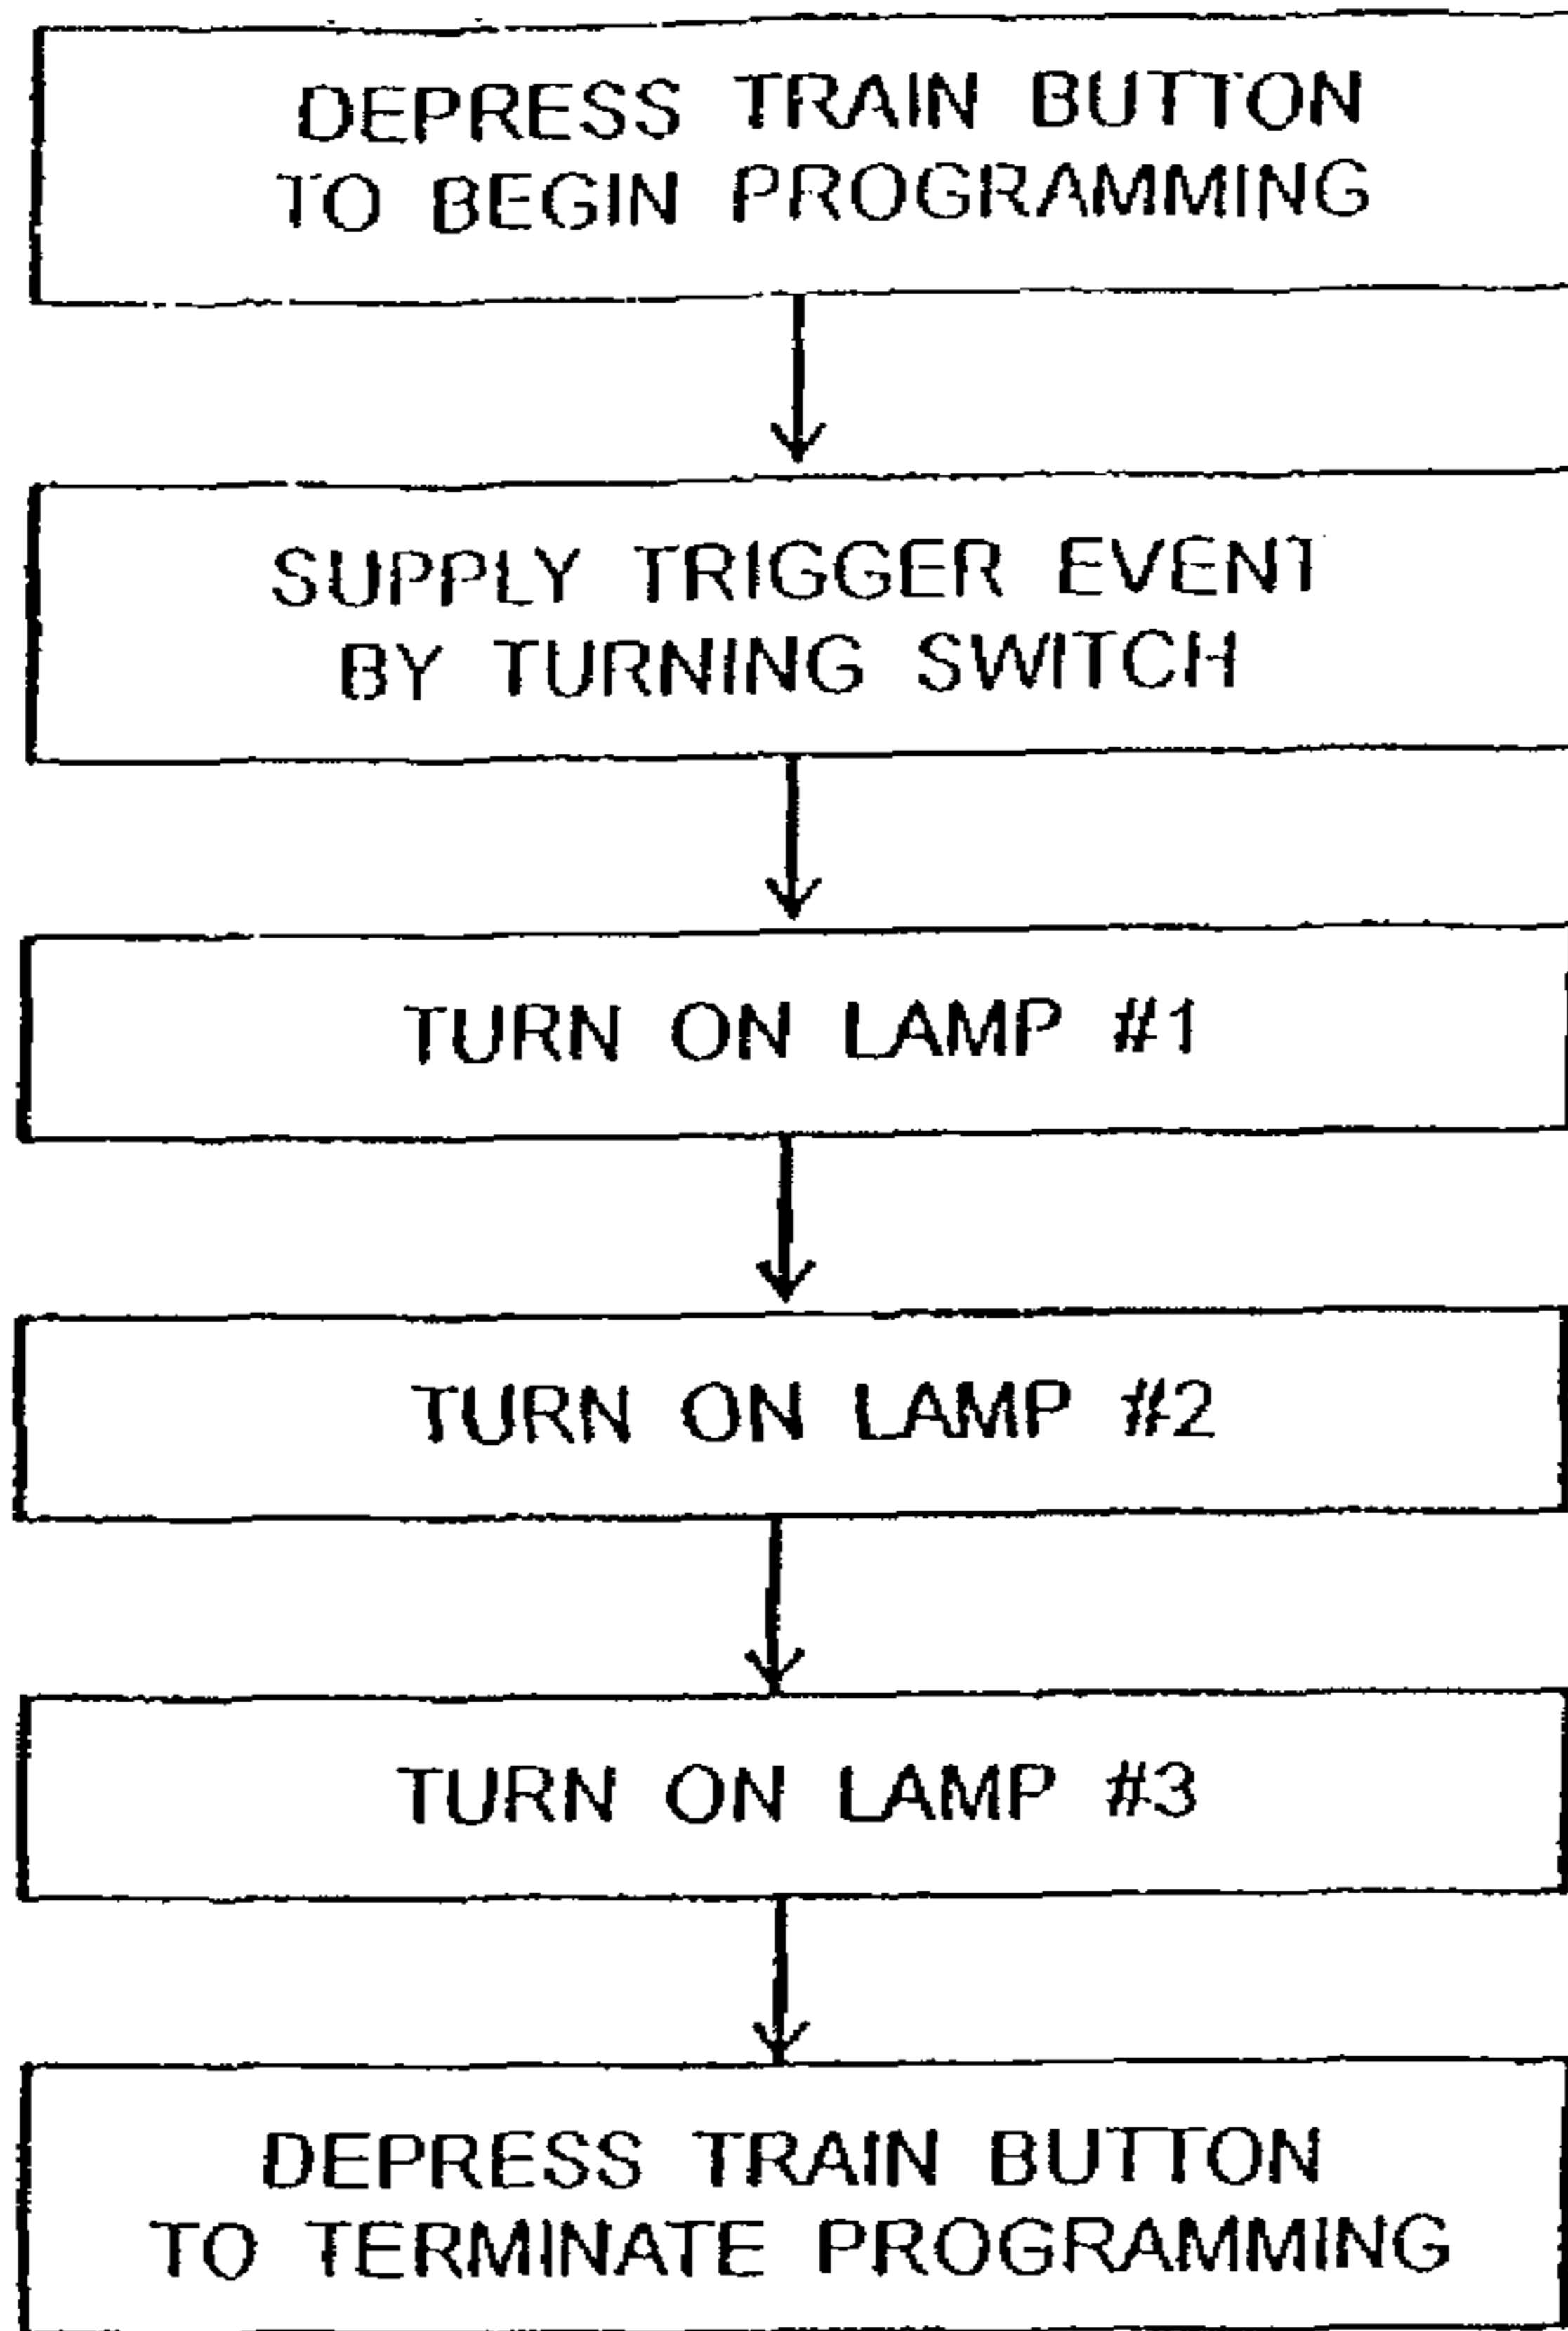 DEPRESS TRAIN BUTTON
TO BEGIN PROGRAMMING
SUPPLY TRIGGER EVENT
BY TURNING SWITCH
TURN ON LAMP #1
TURN ON LAMP #2
TURN ON LAMP #3
DEPRESS TRAIN BUTTON
TO TERMINATE PROGRAMMING